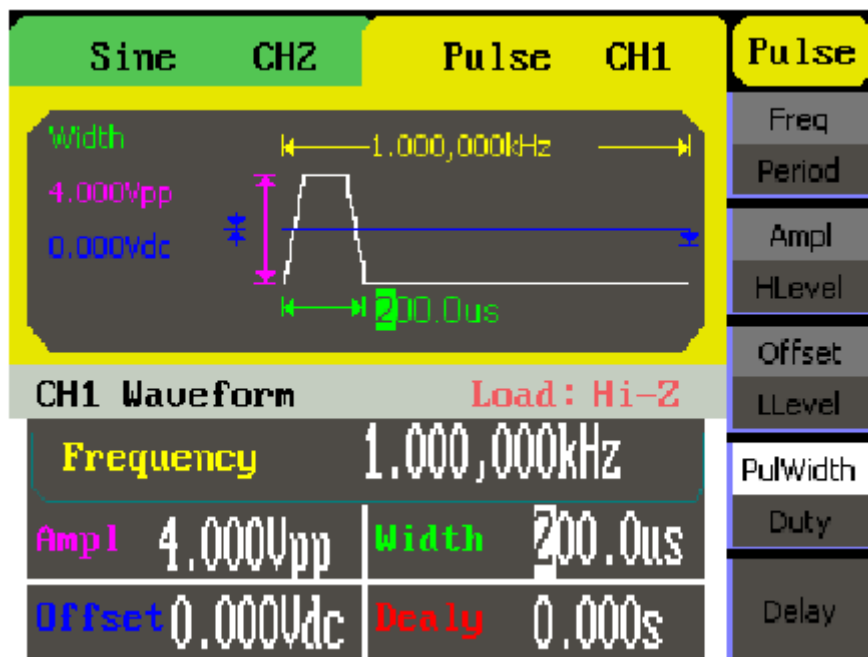 Sine CH2 Pulse CH1 Pulse
Width 1.000,000kHz
4.000Vpp
0.000Vdc
200.0us
CH1 Waveform Load: Hi-Z
Frequency 1.000,000kHz
Ampl 4.000Vpp Width 200.0us
Offset 0.000Vdc Dealy 0.000s
Freq
Period
Ampl
HLevel
Offset
LLevel
PulWidth
Duty
Delay